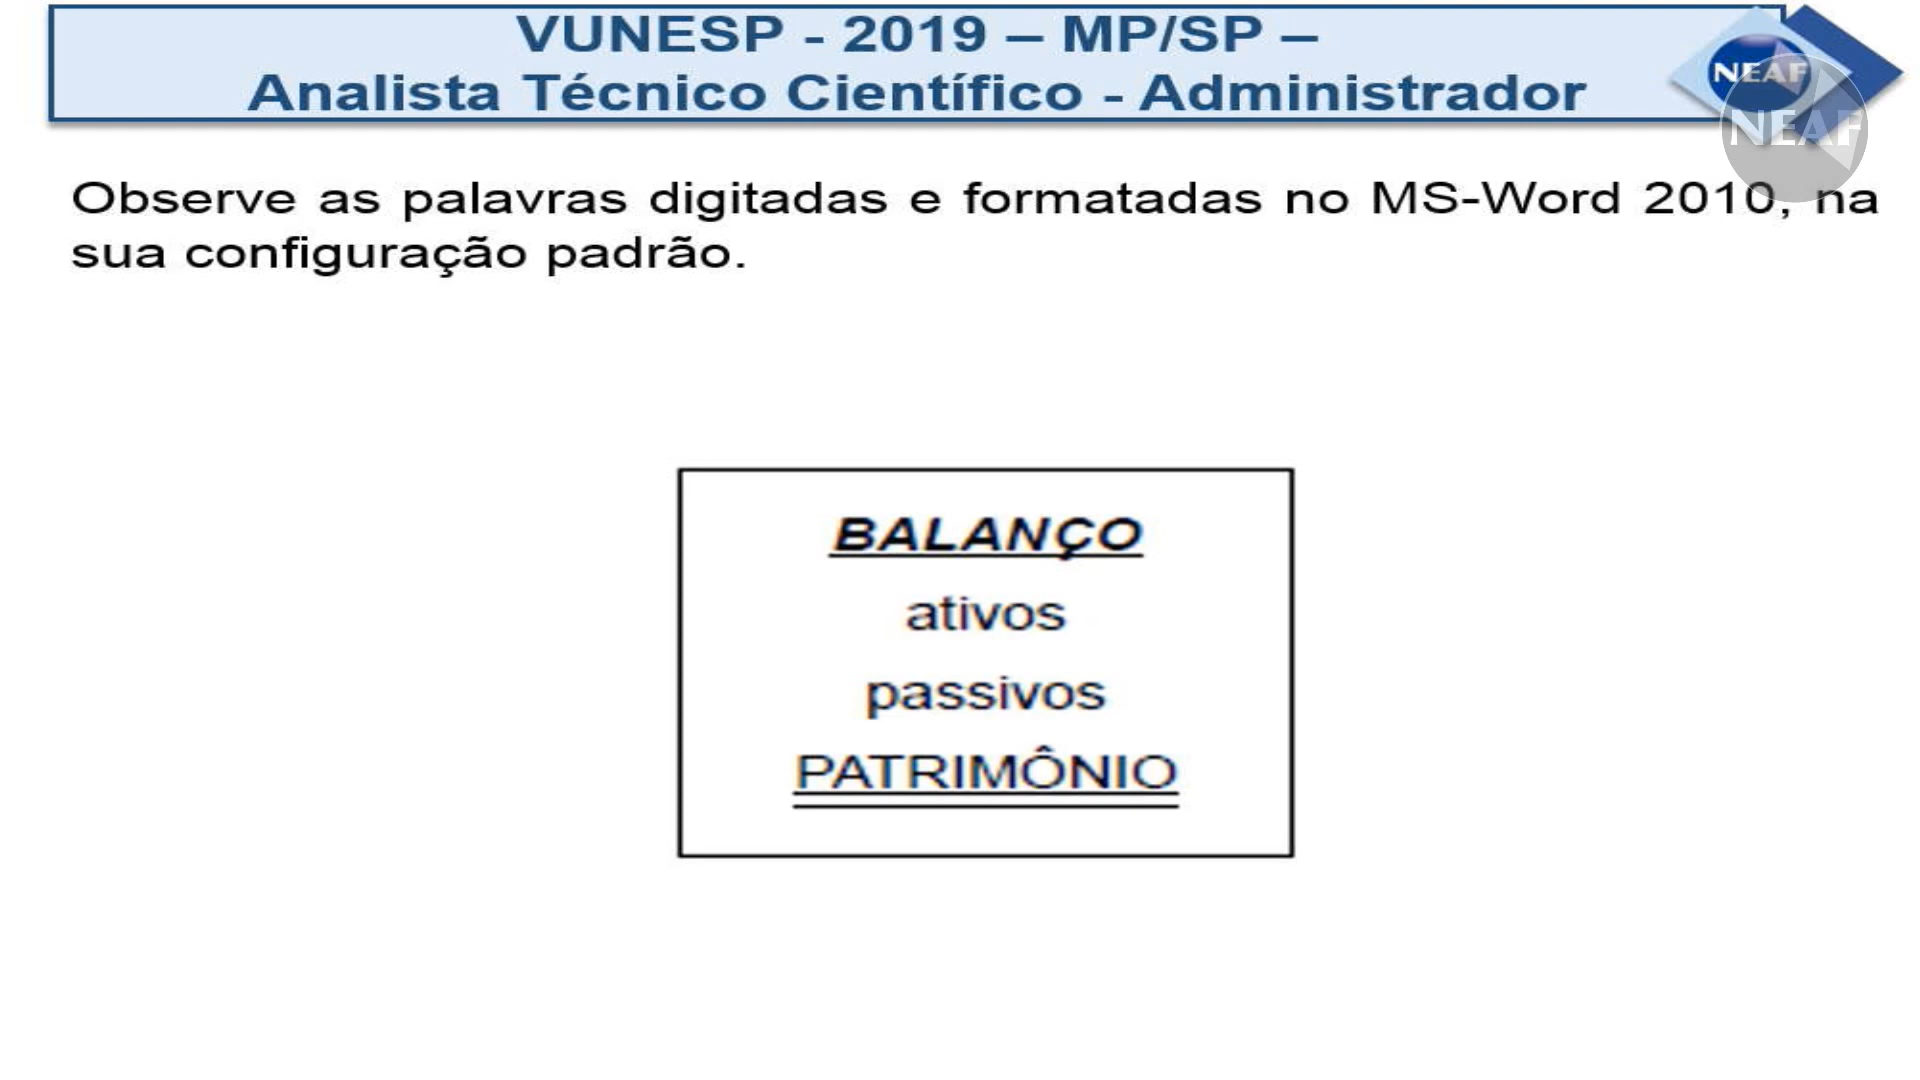 VUNESP - 2019 – MP/SP –
Analista Técnico Científico - Administrador
NEAF
NEAF
Observe as palavras digitadas e formatadas no MS-Word 2010, na
sua configuração padrão.
BALANÇO
ativos
passivos
PATRIMÔNIO